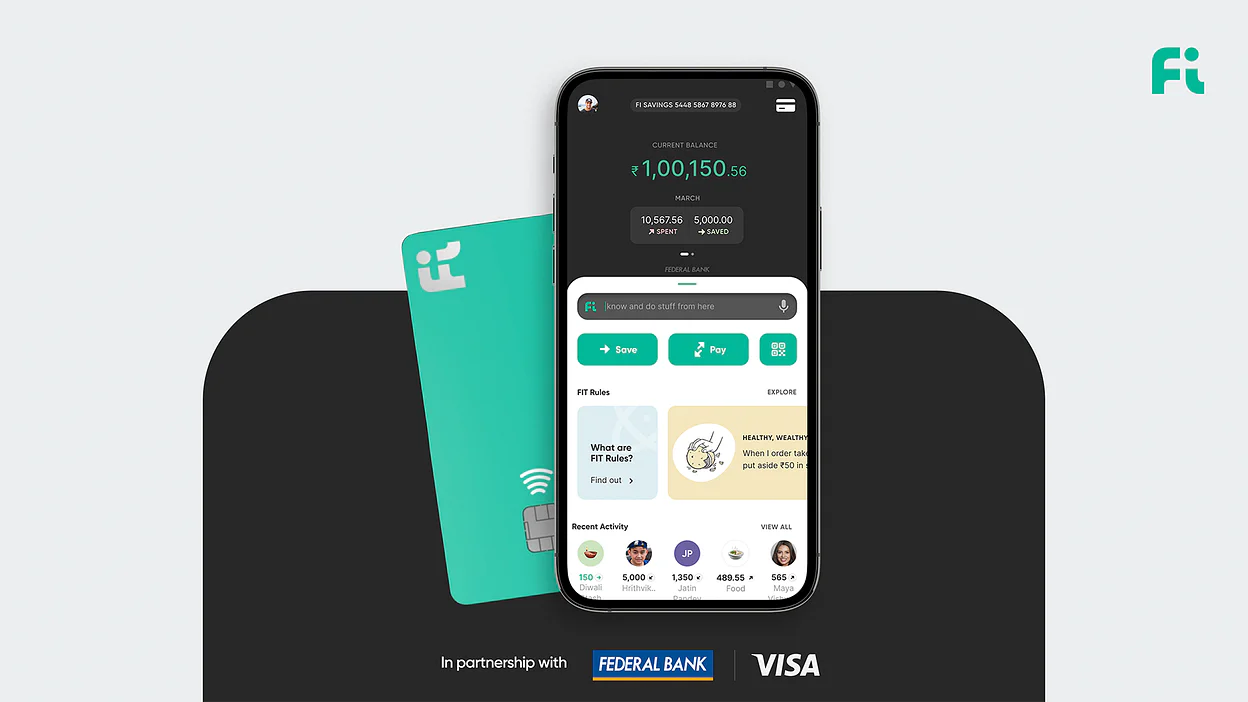 Fi
FI SAVINGS 5448 5867 8976 88
CURRENT BALANCE
₹1,00,150.56
MARCH
10,567.56 5,000.00
SPENT SAVED
FEDERAL BANK
Fi know and do stuff from here
Save Pay
FIT Rules EXPLORE
What are
FIT Rules?
Find out
HEALTHY, WEALTHY
When I order take
put aside ₹50 in s
Recent Activity VIEW ALL
JP
150 5,000 1,350 489.55 565
Diwali Hrithvik.. Jatin Food Maya
Fi
In partnership with FEDERAL BANK VISA